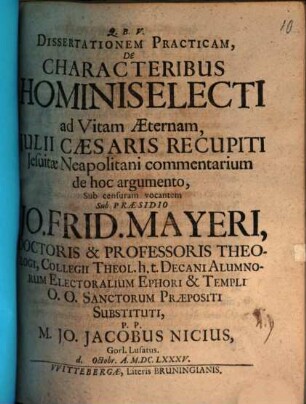 Q. B. V.
DISSERTATIONEM PRACTICAM,
DE
CHARACTERIBUS
HOMINIS ELECTI
ad Vitam Æternam,
JULII CÆSARIS RECUPITI
Jesuitæ Neapolitani commentarium
de hoc argumento,
Sub censuram vocantem
Sub PRÆSIDIO
JO. FRID. MAYERI,
DOCTORIS & PROFESSORIS THEO-
LOGI, COLLEGII THEOL. h. t. DECANI ALUMNO-
RUM ELECTORALIUM EPHORI & TEMPLI
O. O. SANCTORUM PRÆPOSITI
SUBSTITUTI,
P. P.
M. JO. JACOBUS NICIUS,
Gorl. Lusatus.
d. Octobr. A. M. DC. LXXXV.
WITTEBERGÆ, Literis BRUNINGIANIS.